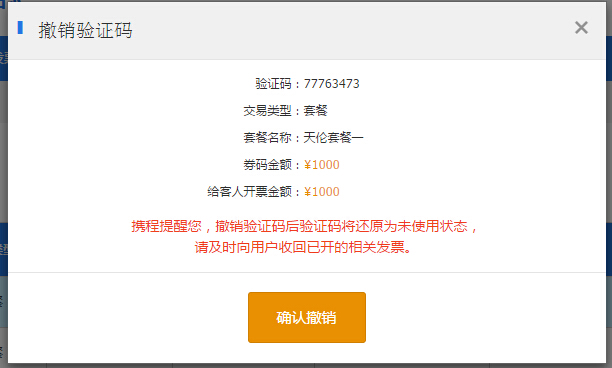 撤销验证码
验证码：77763473
交易类型：套餐
套餐名称：天伦套餐一
券码金额：¥1000
给客人开票金额：¥1000
携程提醒您，撤销验证码后验证码将还原为未使用状态，
请及时向用户收回已开的相关发票。
确认撤销